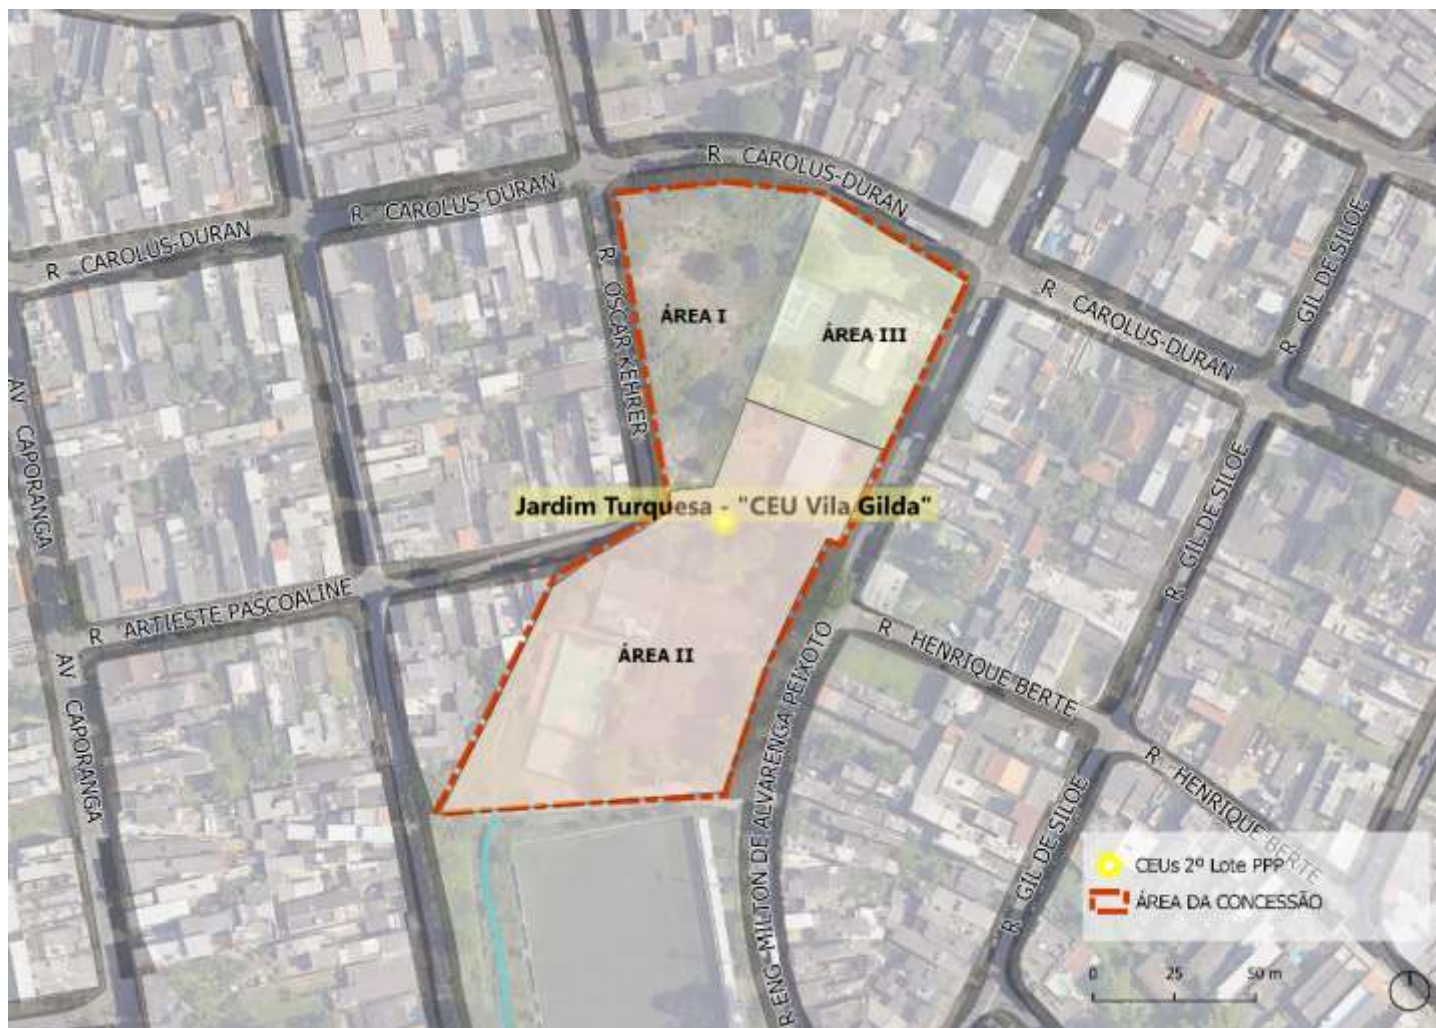 R CAROLUS-DURAN
R CAROLUS-DURAN
R CAROLUS-DURAN
R GIL DE SILOE
R OSCAR KEHRER
R CAROLUS-DURAN
ÁREA I
ÁREA III
AV CAPORANGA
R GIL DE SILOE
Jardim Turquesa - "CEU Vila Gilda"
R ARTIESTE PASCOALINE
R HENRIQUE BERTE
ÁREA II
AV CAPORANGA
R ENG MILTON DE ALVARENGA PEIXOTO
R HENRIQUE BERTE
R GIL DE SILOE
CEUs 2º Lote PPP
ÁREA DA CONCESSÃO
0 25 50 m